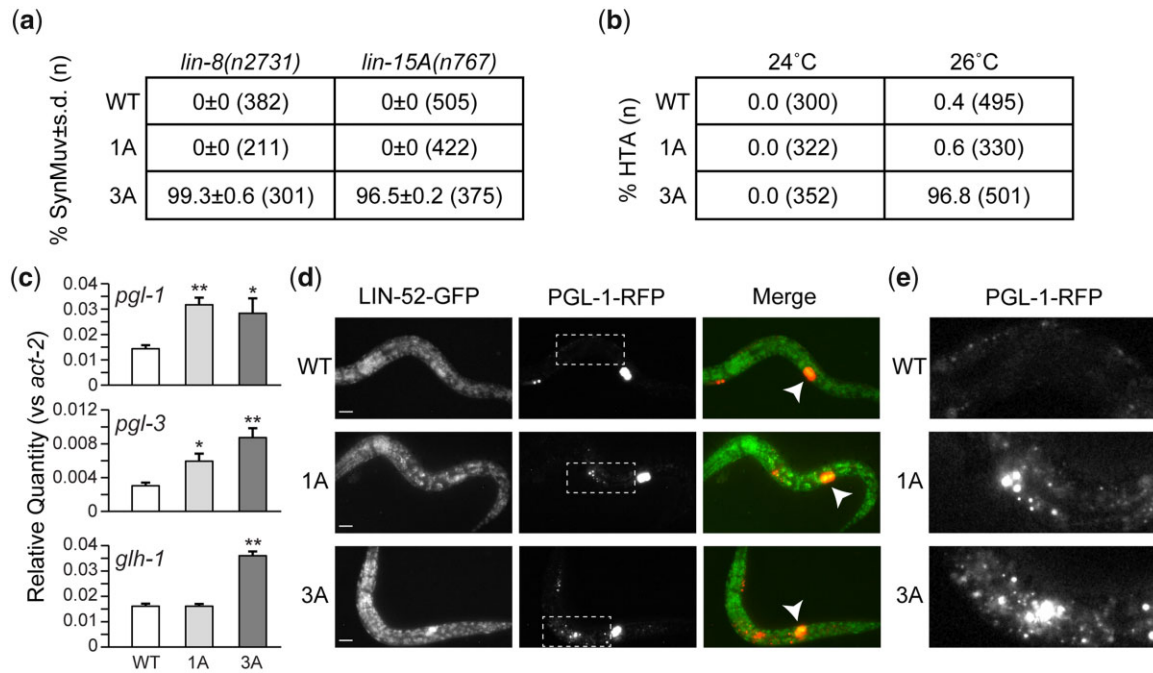 (a)
lin-8(n2731) lin-15A(n767)
% SynMuv±s.d. (n)
WT 0±0 (382) 0±0 (505)
1A 0±0 (211) 0±0 (422)
3A 99.3±0.6 (301) 96.5±0.2 (375)
(b)
24˚C 26˚C
% HTA (n)
WT 0.0 (300) 0.4 (495)
1A 0.0 (322) 0.6 (330)
3A 0.0 (352) 96.8 (501)
(c)
Relative Quantity (vs act-2)
0.04
0.03
0.02
0.01
0
pgl-1
** *
0.012
0.008
0.004
0
pgl-3
* **
0.04
0.03
0.02
0.01
0
glh-1
**
WT 1A 3A
(d)
LIN-52-GFP PGL-1-RFP Merge
WT
1A
3A
(e)
PGL-1-RFP
WT
1A
3A